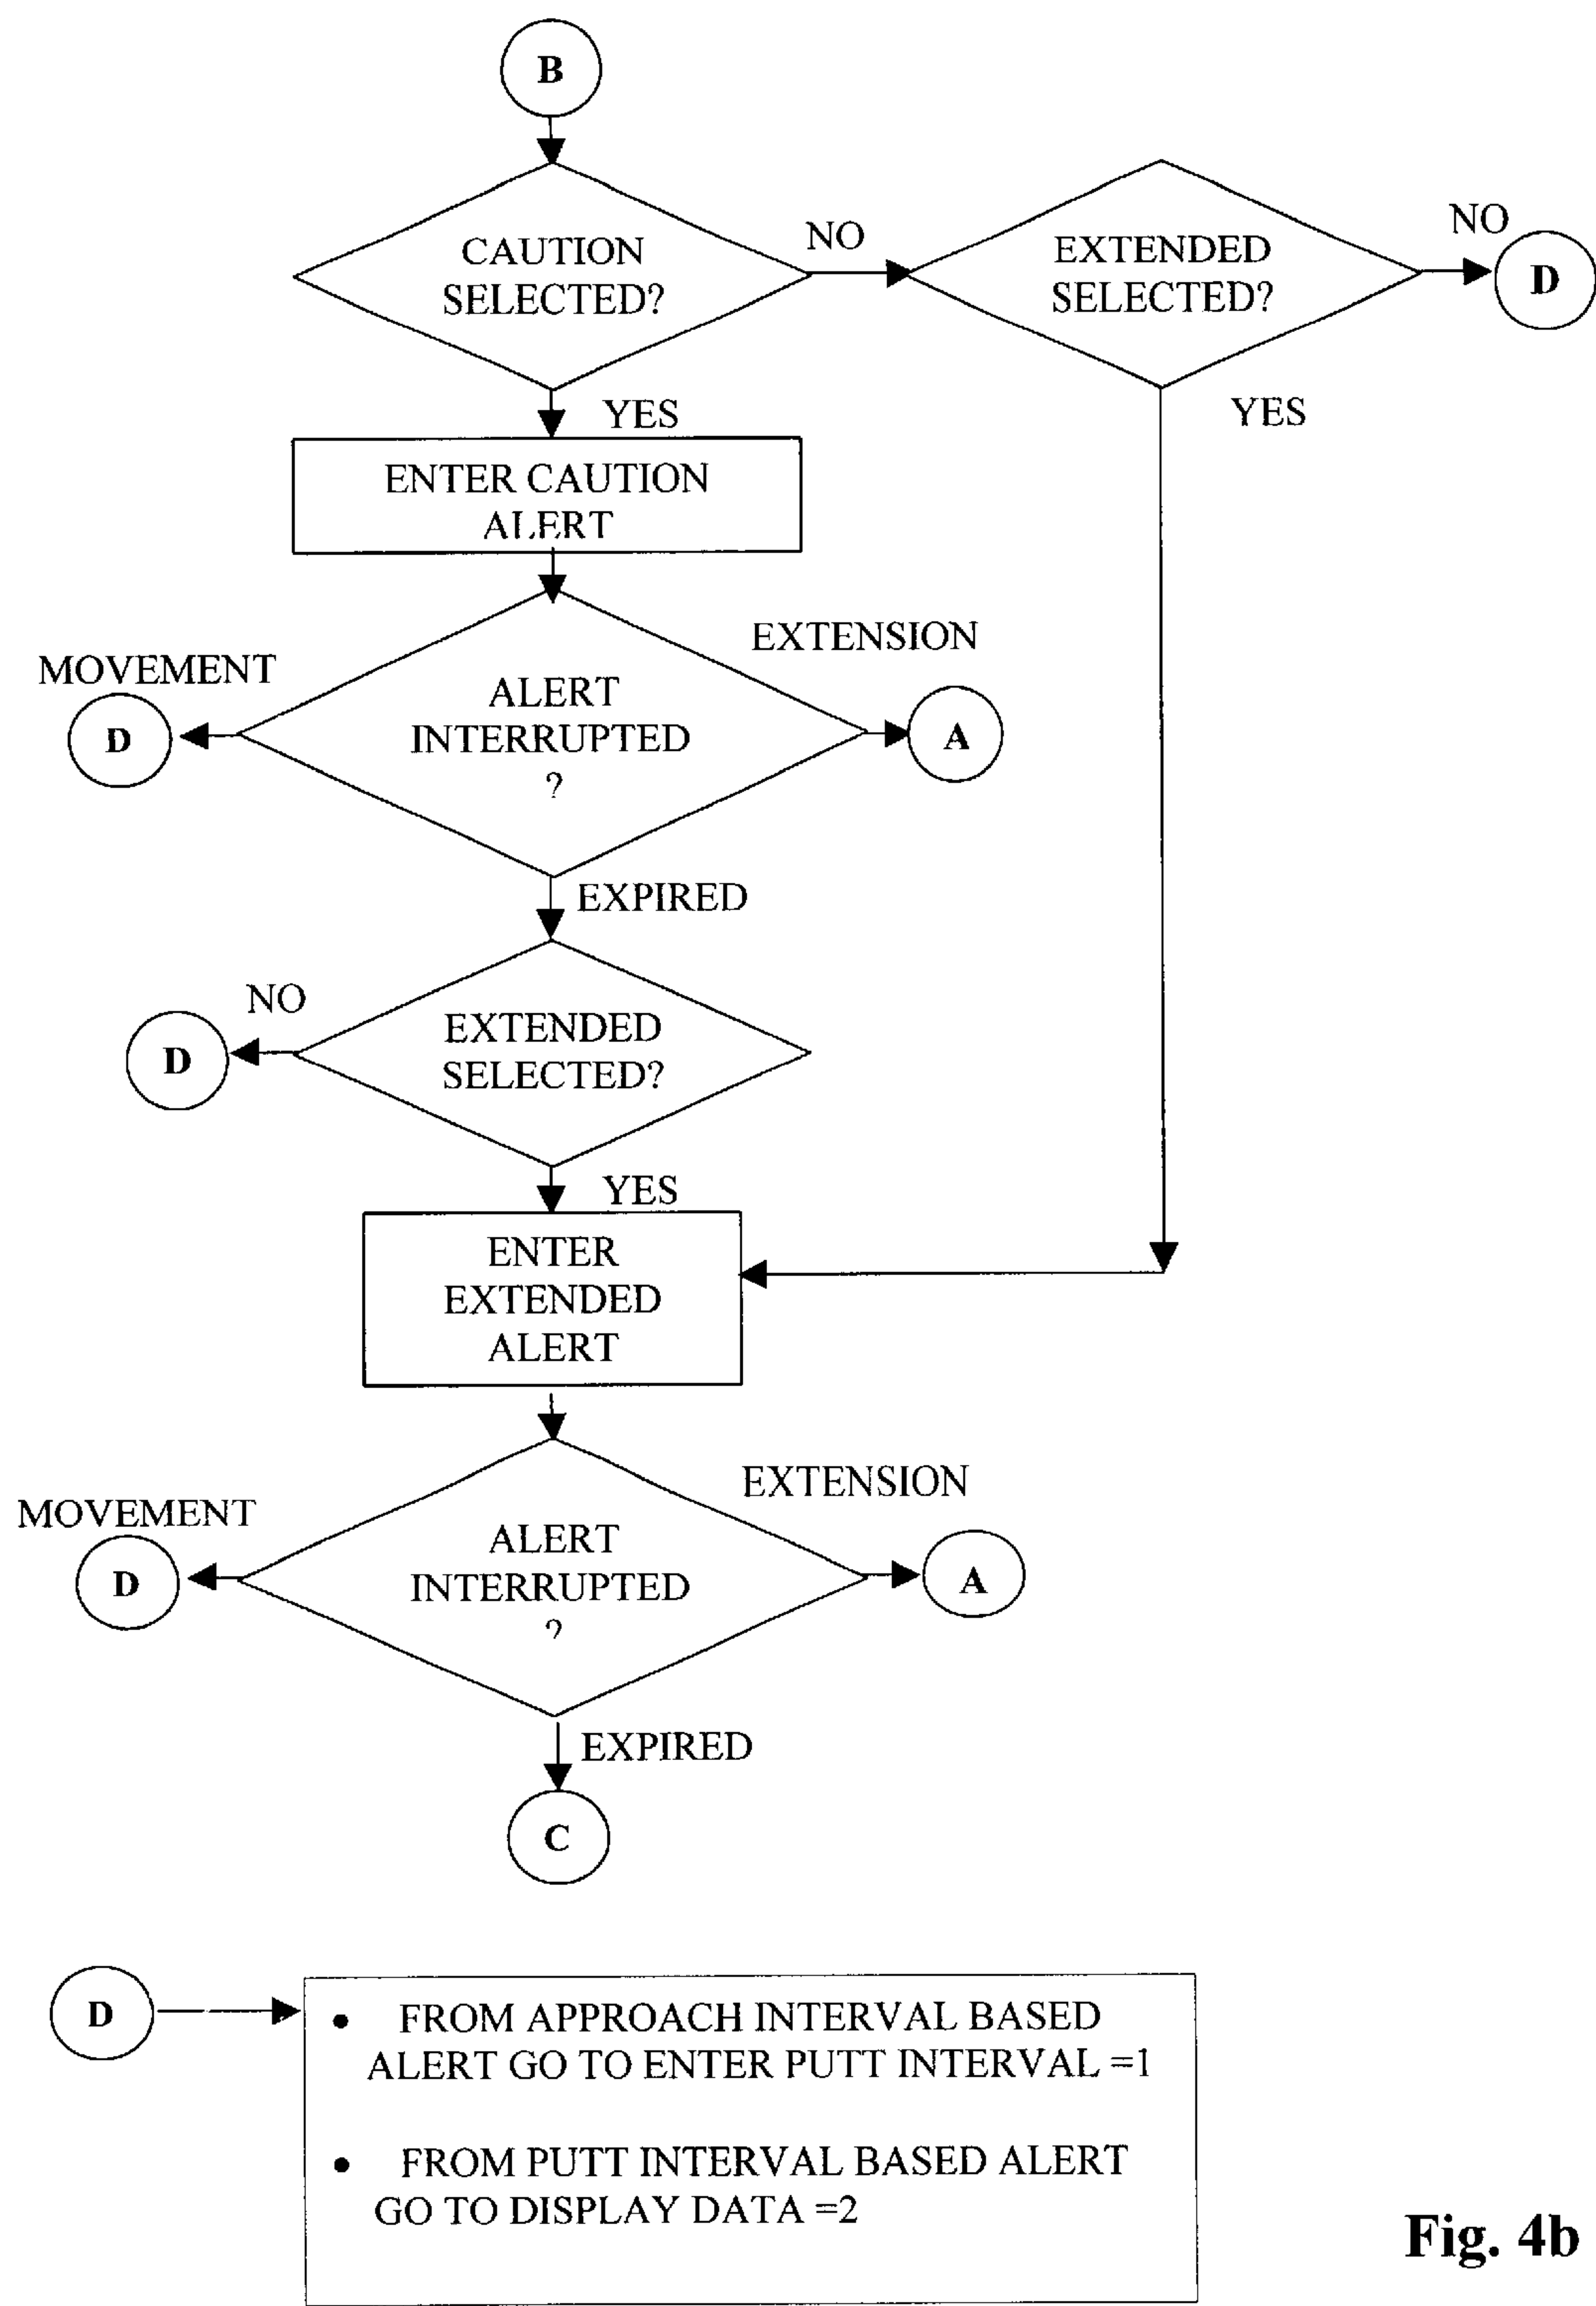 B
CAUTION
SELECTED?
NO
EXTENDED
SELECTED?
NO
D
YES
YES
ENTER CAUTION
ALERT
MOVEMENT
D
ALERT
INTERRUPTED
?
EXTENSION
A
EXPIRED
NO
D
EXTENDED
SELECTED?
YES
ENTER
EXTENDED
ALERT
MOVEMENT
D
ALERT
INTERRUPTED
?
EXTENSION
A
EXPIRED
C
D
• FROM APPROACH INTERVAL BASED
ALERT GO TO ENTER PUTT INTERVAL =1
• FROM PUTT INTERVAL BASED ALERT
GO TO DISPLAY DATA =2
Fig. 4b